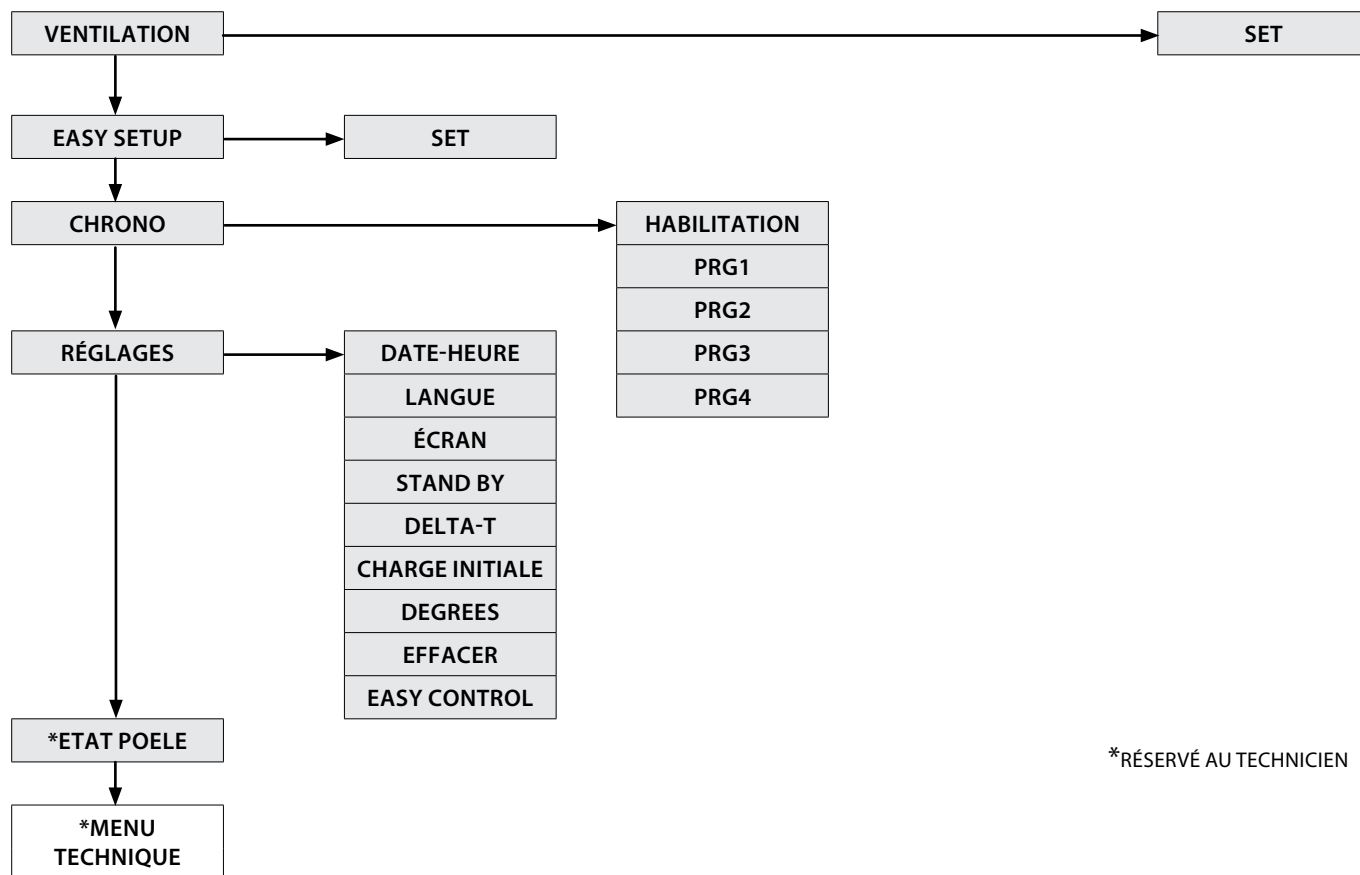 VENTILATION
SET
EASY SETUP
SET
CHRONO
HABILITATION
PRG1
PRG2
PRG3
PRG4
RÉGLAGES
DATE-HEURE
LANGUE
ÉCRAN
STAND BY
DELTA-T
CHARGE INITIALE
DEGREES
EFFACER
EASY CONTROL
*ETAT POELE
*RÉSERVÉ AU TECHNICIEN
*MENU
TECHNIQUE